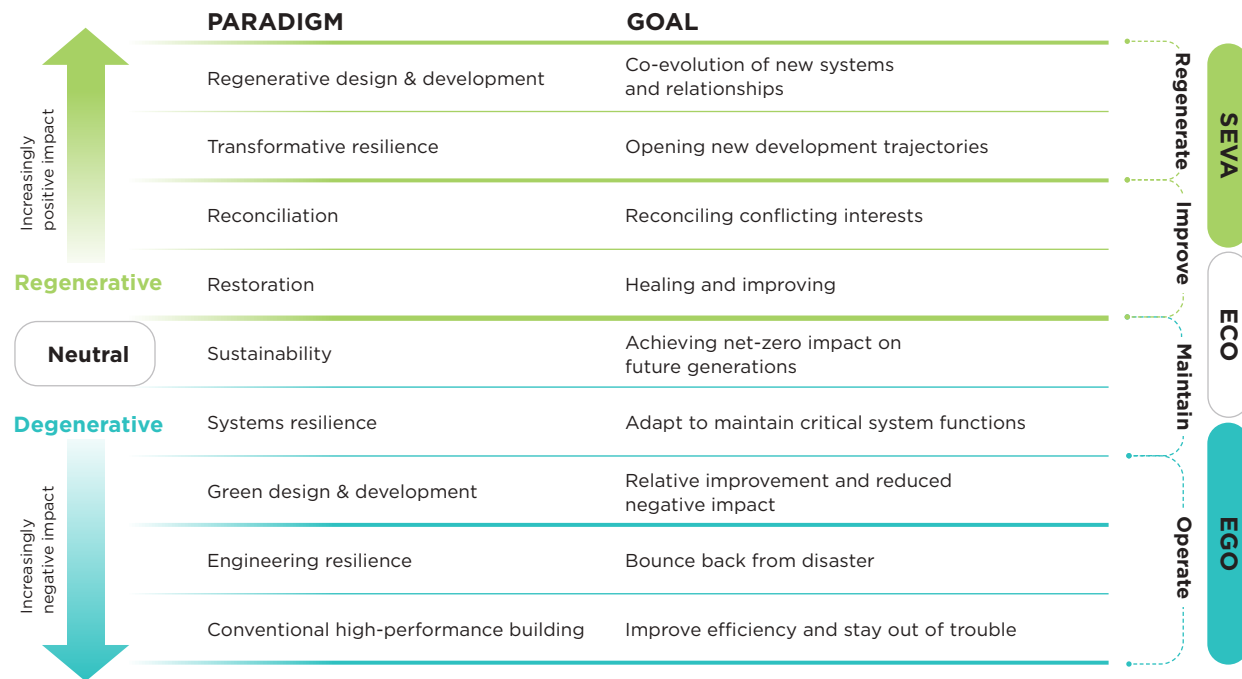 PARADIGM
GOAL
Regenerative design & development
Co-evolution of new systems
and relationships
Transformative resilience
Opening new development trajectories
Reconciliation
Reconciling conflicting interests
Restoration
Healing and improving
Sustainability
Achieving net-zero impact on
future generations
Systems resilience
Adapt to maintain critical system functions
Green design & development
Relative improvement and reduced
negative impact
Engineering resilience
Bounce back from disaster
Conventional high-performance building
Improve efficiency and stay out of trouble
Increasingly
positive impact
Regenerative
Neutral
Degenerative
Increasingly
negative impact
Regenerate
Improve
Maintain
Operate
SEVA
ECO
EGO